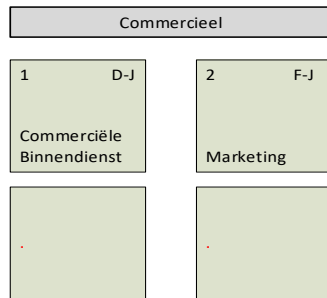 Commercieel
1 D-J
2 F-J
Commerciële
Binnendienst
Marketing
.
.